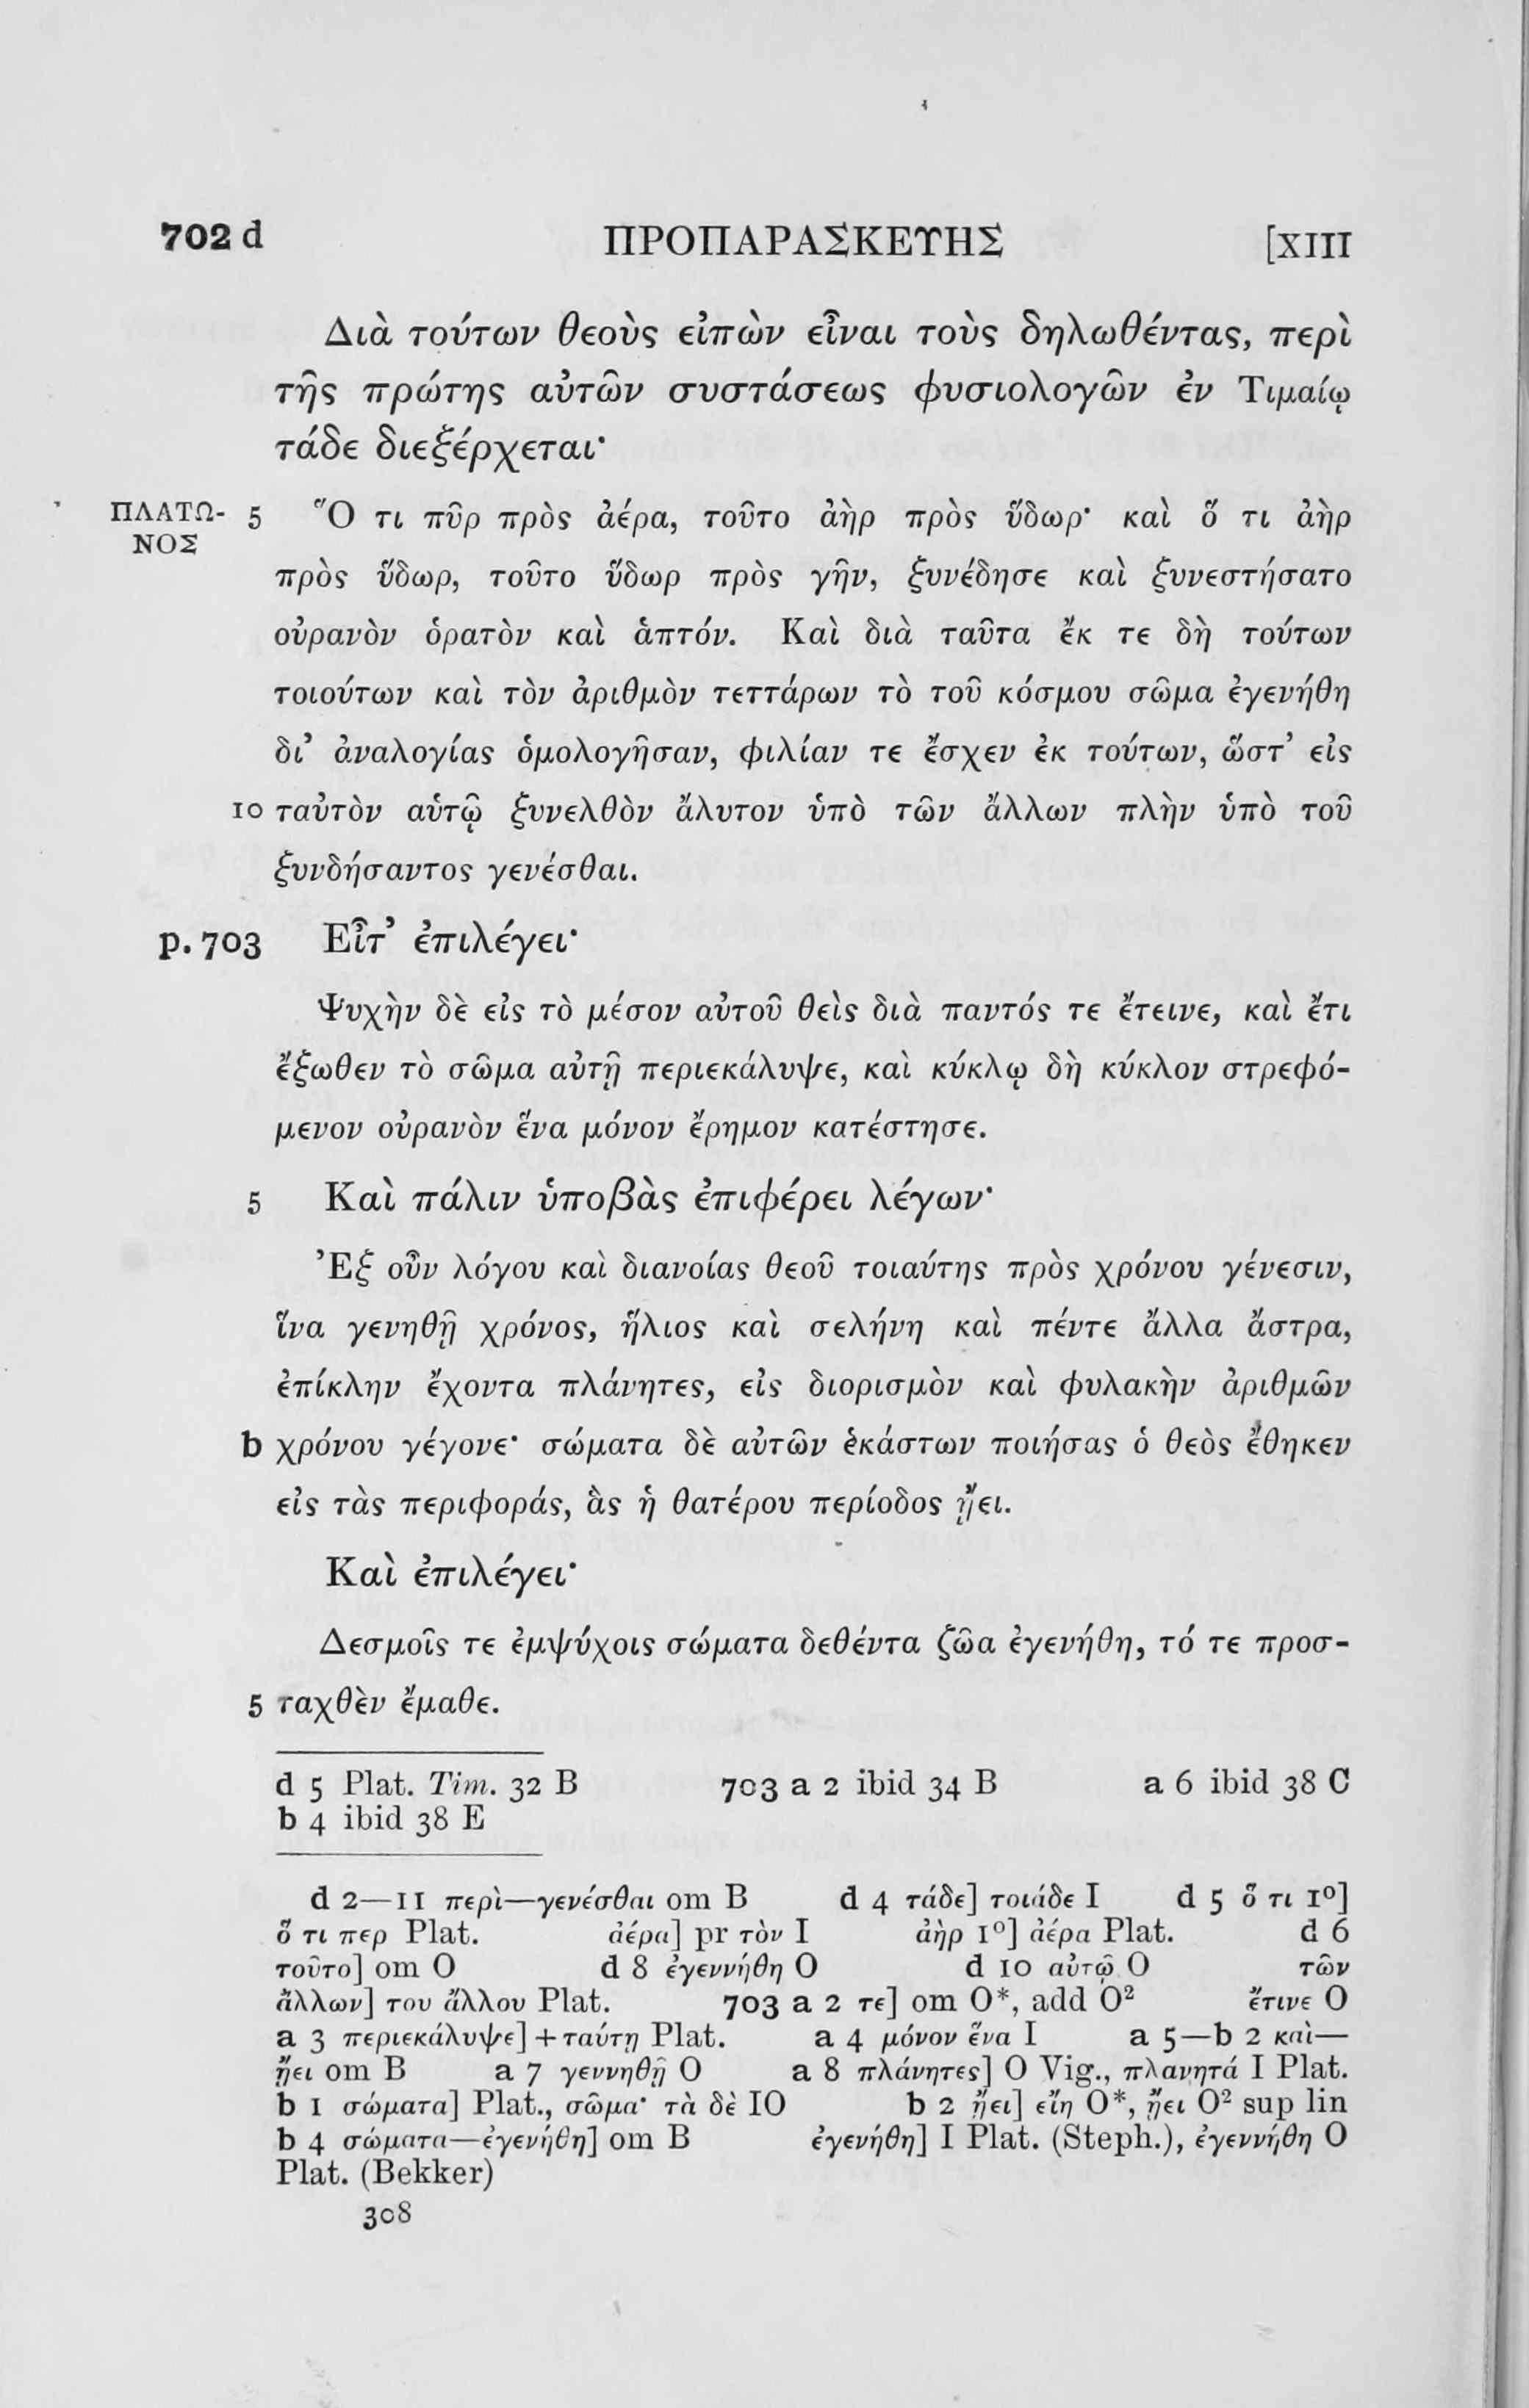 702 d ΠΡΟΠΑΡΑΣΚΕΥΗΣ [XIII
Διὰ τούτων θεοὺς εἰπὼν εἶναι τοὺς δηλωθέντας, περὶ
τῆς πρώτης αὐτῶν συστάσεως φυσιολογῶν ἐν Τιμαίῳ
τάδε διεξέρχεται·
ΠΛΑΤΩ- 5 Ὅ τι πῦρ πρὸς ἀέρα, τοῦτο ἀὴρ πρὸς ὕδωρ· καὶ ὅ τι ἀὴρ
ΝΟΣ
πρὸς ὕδωρ, τοῦτο ὕδωρ πρὸς γῆν, ξυνέδησε καὶ ξυνεστήσατο
οὐρανὸν ὁρατὸν καὶ ἁπτόν. Καὶ διὰ ταῦτα ἔκ τε δὴ τούτων
τοιούτων καὶ τὸν ἀριθμὸν τεττάρων τὸ τοῦ κόσμου σῶμα ἐγενήθη
δι’ ἀναλογίας ὁμολογῆσαν, φιλίαν τε ἔσχεν ἐκ τούτων, ὥστ’ εἰς
10 ταὐτὸν αὑτῷ ξυνελθὸν ἄλυτον ὑπὸ τῶν ἄλλων πλὴν ὑπὸ τοῦ
ξυνδήσαντος γενέσθαι.
p. 703 Εἶτ’ ἐπιλέγει·
Ψυχὴν δὲ εἰς τὸ μέσον αὐτοῦ θεὶς διὰ παντός τε ἔτεινε, καὶ ἔτι
ἔξωθεν τὸ σῶμα αὐτῇ περιεκάλυψε, καὶ κύκλῳ δὴ κύκλον στρεφό-
μενον οὐρανὸν ἕνα μόνον ἔρημον κατέστησε.
5 Καὶ πάλιν ὑποβὰς ἐπιφέρει λέγων·
Ἐξ οὖν λόγου καὶ διανοίας θεοῦ τοιαύτης πρὸς χρόνου γένεσιν,
ἵνα γενηθῇ χρόνος, ἥλιος καὶ σελήνη καὶ πέντε ἄλλα ἄστρα,
ἐπίκλην ἔχοντα πλάνητες, εἰς διορισμὸν καὶ φυλακὴν ἀριθμῶν
b χρόνου γέγονε· σώματα δὲ αὐτῶν ἑκάστων ποιήσας ὁ θεὸς ἔθηκεν
εἰς τὰς περιφοράς, ἃς ἡ θατέρου περίοδος ᾔει.
Καὶ ἐπιλέγει·
Δεσμοῖς τε ἐμψύχοις σώματα δεθέντα ζῶα ἐγενήθη, τό τε προσ-
5 ταχθὲν ἔμαθε.
d 5 Plat. Tim. 32 B 703 a 2 ibid 34 B a 6 ibid 38 C
b 4 ibid 38 E
d 2—11 περὶ—γενέσθαι om B d 4 τάδε] τοιάδε I d 5 ὅ τι 1º]
ὅ τι περ Plat. ἀέρα] pr τὸν I ἀὴρ 1º] ἀέρα Plat. d 6
τοῦτο] om O d 8 ἐγεννήθη O d 10 αὐτῷ O τῶν
ἄλλων] του ἄλλου Plat. 703 a 2 τε] om O*, add O² ἔτινε O
a 3 περιεκάλυψε] + ταύτῃ Plat. a 4 μόνον ἕνα I a 5—b 2 καὶ—
ᾔει om B a 7 γεννηθῇ O a 8 πλάνητες] O Vig., πλανητά I Plat.
b 1 σώματα] Plat., σῶμα· τὰ δὲ IO b 2 ᾔει] εἴη O*, ᾔει O² sup lin
b 4 σώματα—ἐγενήθη] om B ἐγενήθη] I Plat. (Steph.), ἐγεννήθη O
Plat. (Bekker)
308